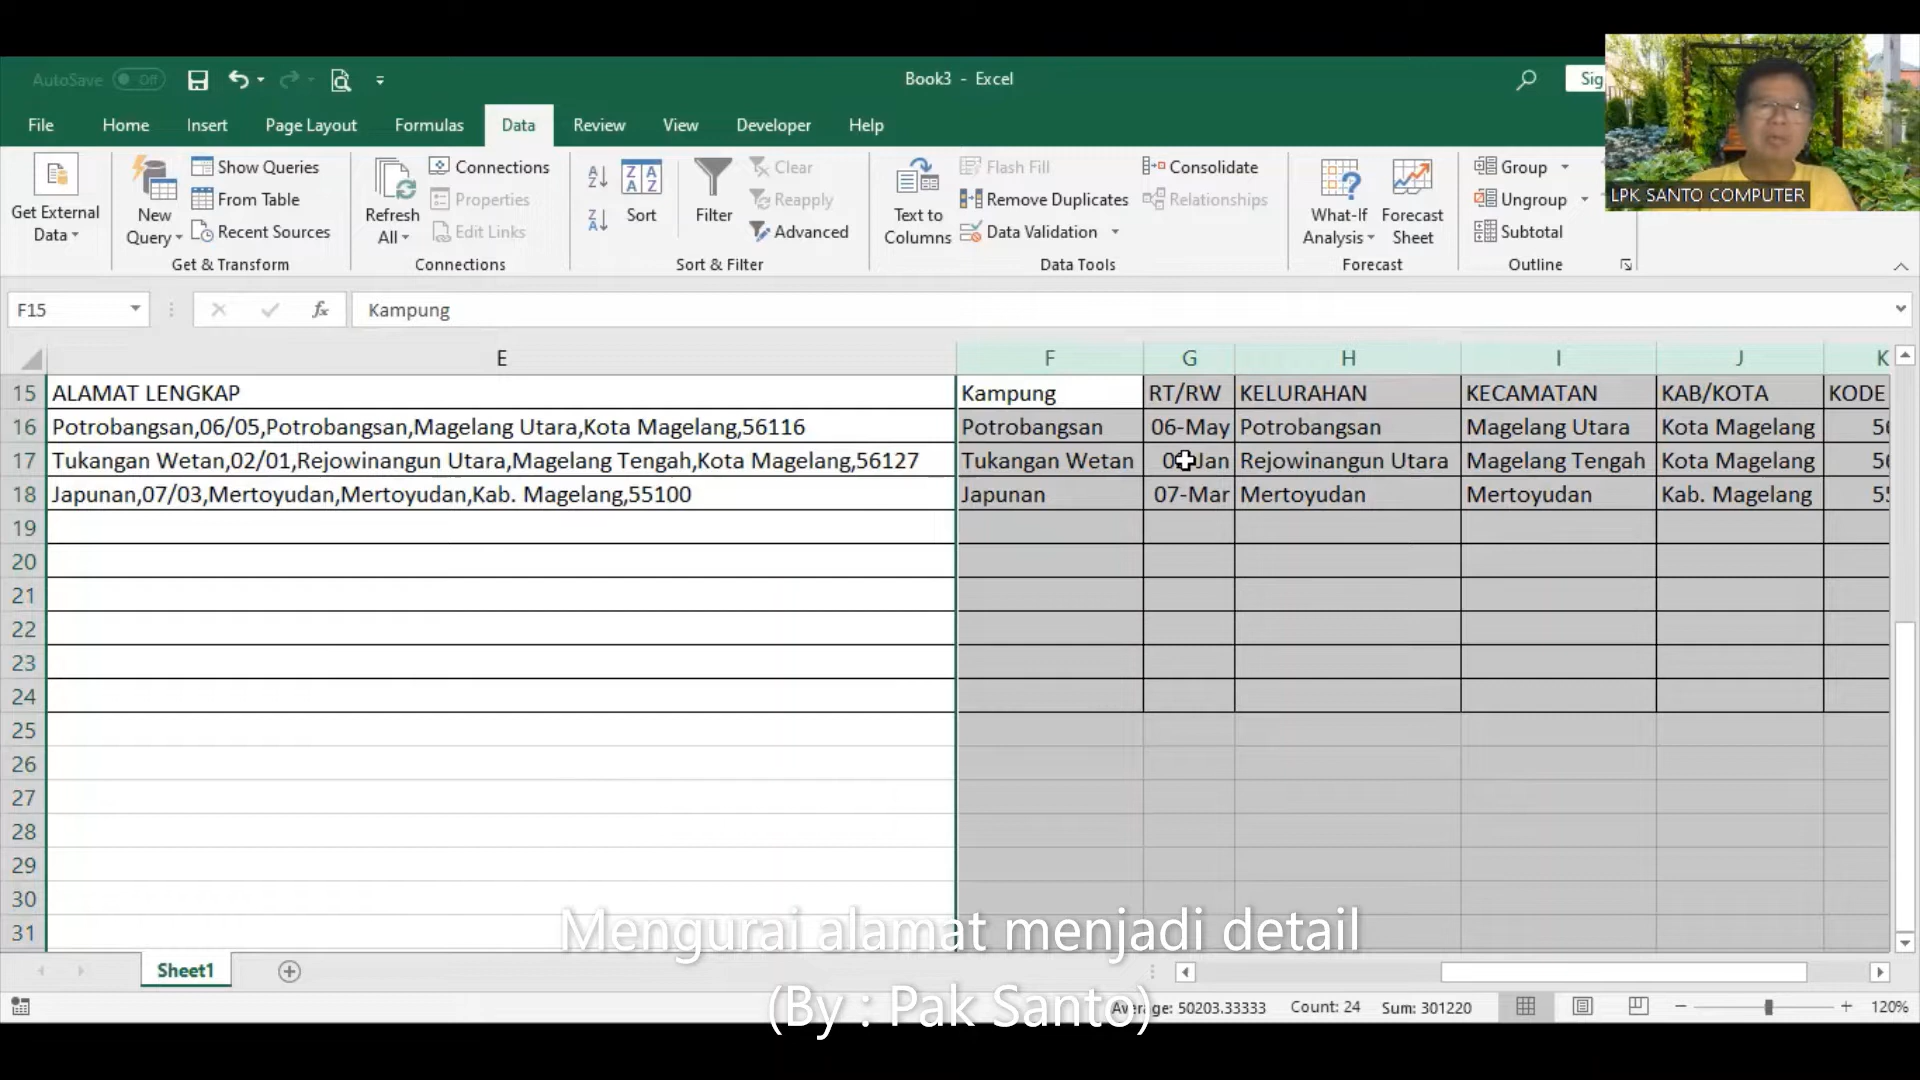 AutoSave Off
Book3 - Excel
Sig
File Home Insert Page Layout Formulas Data Review View Developer Help
LPK SANTO COMPUTER
Get External Data
New Query
Show Queries
From Table
Recent Sources
Get & Transform
Refresh All
Connections
Properties
Edit Links
Connections
Sort
Filter
Clear
Reapply
Advanced
Sort & Filter
Text to Columns
Flash Fill
Remove Duplicates
Data Validation
Consolidate
Relationships
Data Tools
What-If Analysis
Forecast Sheet
Forecast
Group
Ungroup
Subtotal
Outline
F15 fx Kampung
E F G H I J K
15 ALAMAT LENGKAP Kampung RT/RW KELURAHAN KECAMATAN KAB/KOTA KODE
16 Potrobangsan,06/05,Potrobangsan,Magelang Utara,Kota Magelang,56116 Potrobangsan 06-May Potrobangsan Magelang Utara Kota Magelang
17 Tukangan Wetan,02/01,Rejowinangun Utara,Magelang Tengah,Kota Magelang,56127 Tukangan Wetan Jan Rejowinangun Utara Magelang Tengah Kota Magelang
18 Japunan,07/03,Mertoyudan,Mertoyudan,Kab. Magelang,55100 Japunan 07-Mar Mertoyudan Mertoyudan Kab. Magelang
19
20
21
22
23
24
25
26
27
28
29
30
31
Mengurai alamat menjadi detail
Sheet1
(By : Pak Santo)
Average: 50203.33333 Count: 24 Sum: 301220 120%